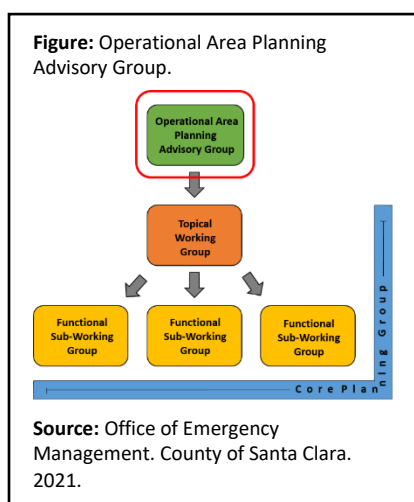 Figure: Operational Area Planning
Advisory Group.
Operational Area
Planning
Advisory Group
Topical
Working
Group
Functional
Sub-Working
Group
Functional
Sub-Working
Group
Functional
Sub-Working
Group
Core Planning Group
Source: Office of Emergency
Management. County of Santa Clara.
2021.